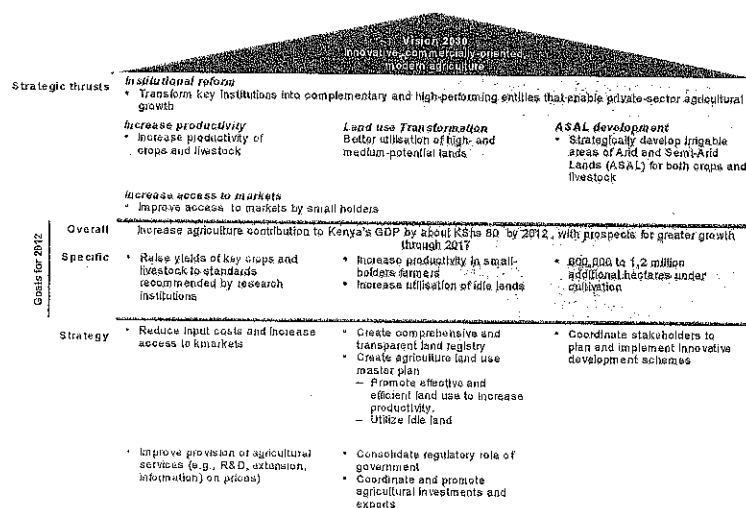 Vision 2030
Innovative, commercially-oriented,
modern agriculture
Strategic thrusts
Institutional reform
• Transform key institutions into complementary and high-performing entities that enable private-sector agricultural
growth
Increase productivity
• Increase productivity of
crops and livestock
Land use Transformation
Better utilisation of high- and
medium-potential lands
ASAL development
• Strategically develop irrigable
areas of Arid and Semi-Arid
Lands (ASAL) for both crops and
livestock
Increase access to markets
• Improve access to markets by small holders
Goals for 2012
Overall
Increase agriculture contribution to Kenya's GDP by about KShs 80 by 2012, with prospects for greater growth
through 2017
Specific
• Raise yields of key crops and
livestock to standards
recommended by research
institutions
• Increase productivity in small-
holders farmers
• Increase utilisation of idle lands
• 600,000 to 1.2 million
additional hectares under
cultivation
Strategy
• Reduce input costs and increase
access to kmarkets
• Create comprehensive and
transparent land registry
• Create agriculture land use
master plan
– Promote effective and
efficient land use to increase
productivity.
– Utilize idle land
• Coordinate stakeholders to
plan and implement innovative
development schemes
• Improve provision of agricultural
services (e.g., R&D, extension,
information) on prices)
• Consolidate regulatory role of
government
• Coordinate and promote
agricultural investments and
exports